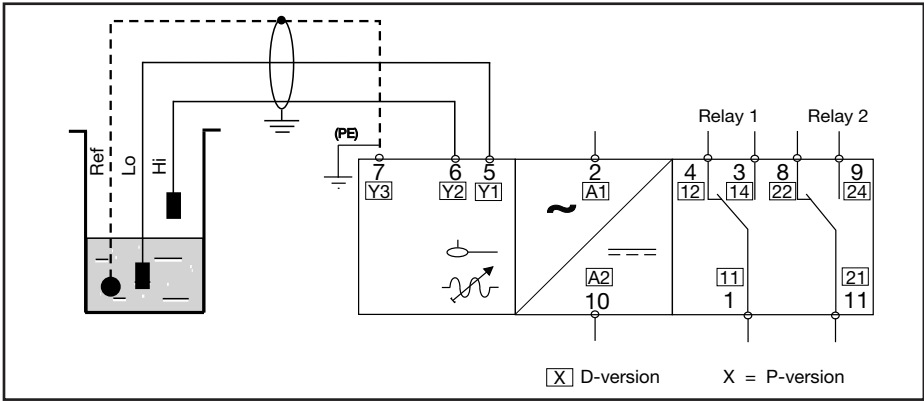 Ref
Lo
Hi
(PE)
Relay 1 Relay 2
7 6 5 2 4 3 8 9
Y3 Y2 Y1 A1 12 14 22 24
~
A2 11 21
10 1 11
X D-version X = P-version